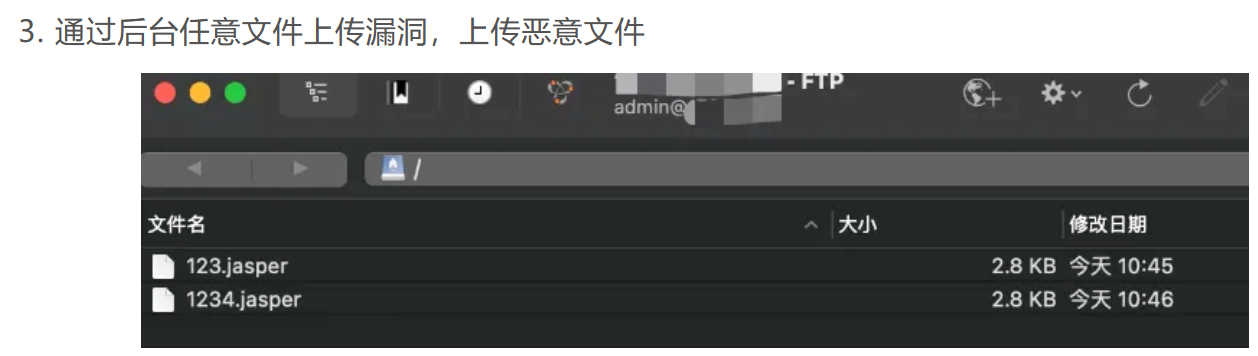 3. 通过后台任意文件上传漏洞，上传恶意文件
- FTP
admin@
/
文件名 大小 修改日期
123.jasper 2.8 KB 今天 10:45
1234.jasper 2.8 KB 今天 10:46